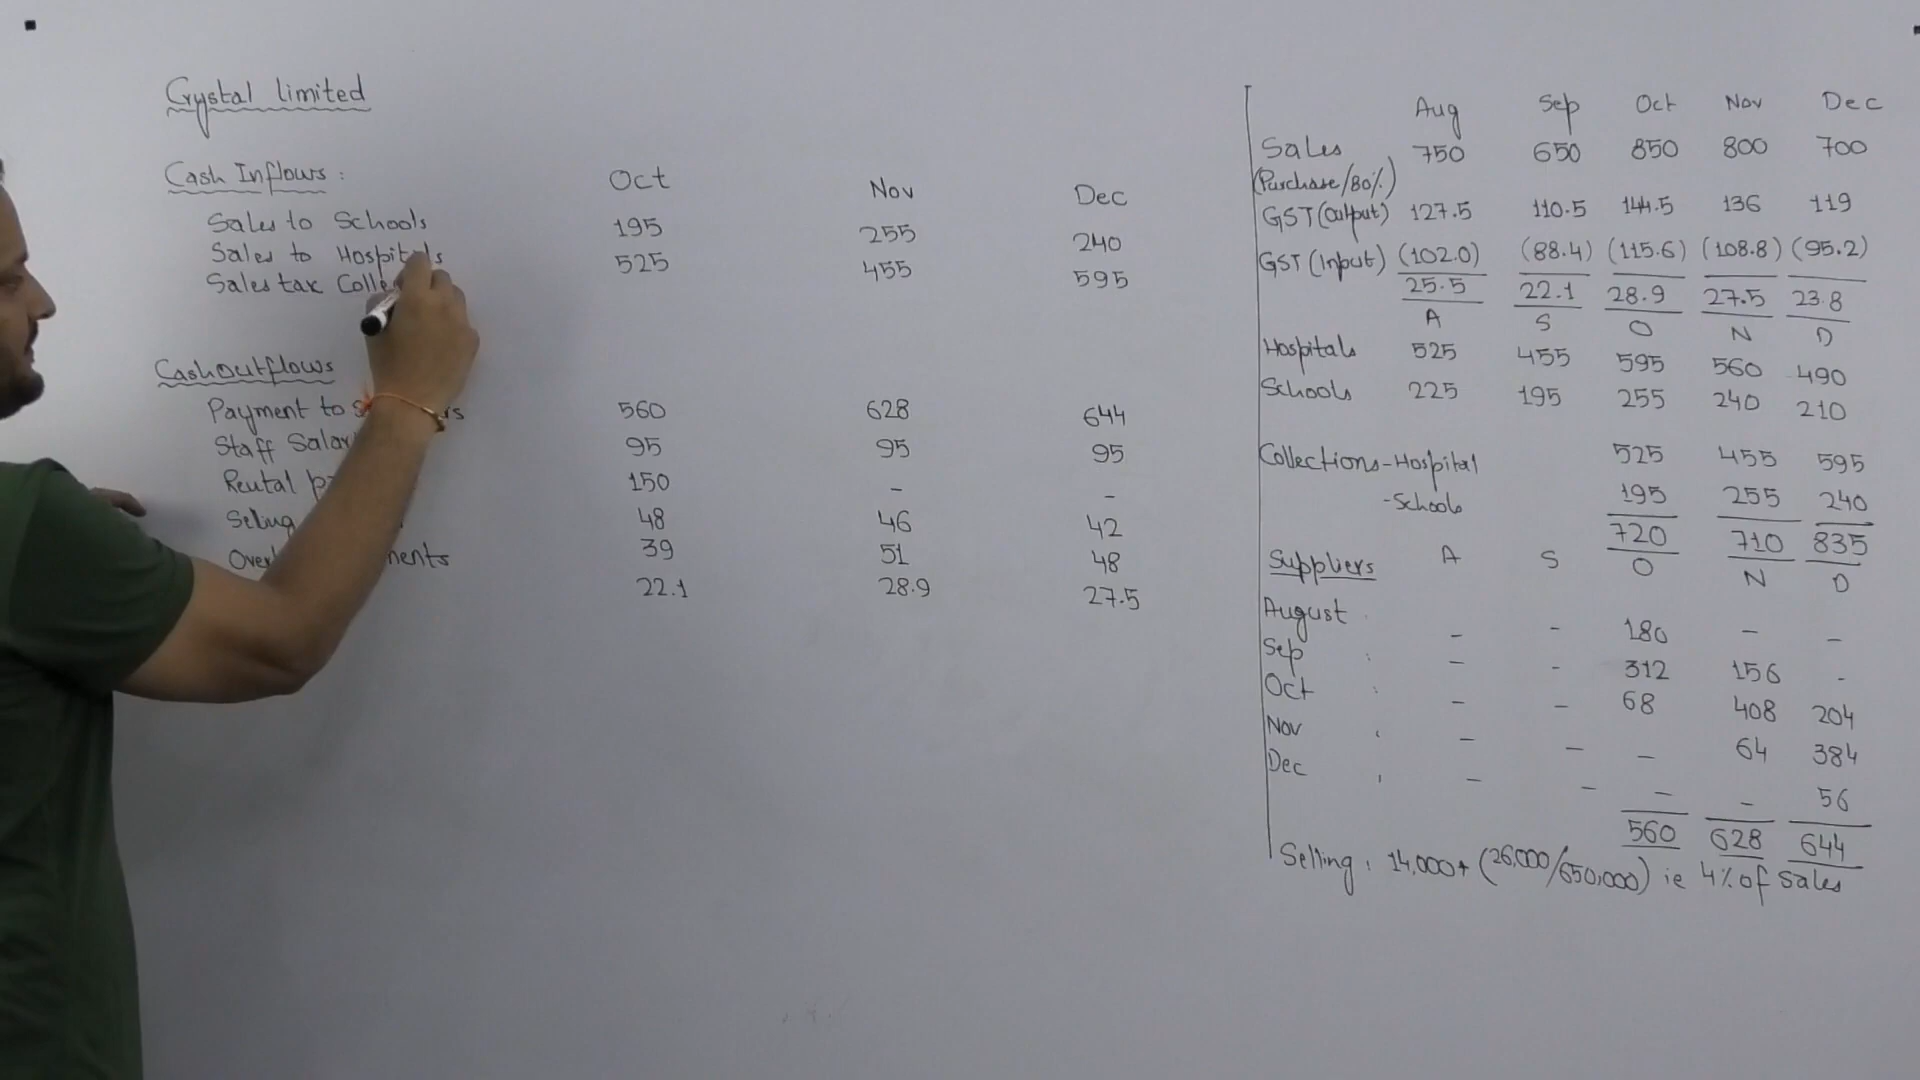 Crystal limited
Cash Inflows : Oct Nov Dec
Sales to Schools 195 255 240
Sales to Hospitals 525 455 595
Sales tax
Cash outflows
Payment to 560 628 644
Staff 95 95 95
Rental 150 - -
48 46 42
39 51 48
22.1 28.9 27.5
Aug Sep Oct Nov Dec
Sales 750 650 850 800 700
(Purchase/80%)
GST (output) 127.5 110.5 144.5 136 119
GST (Input) (102.0) (88.4) (115.6) (108.8) (95.2)
25.5 22.1 28.9 27.5 23.8
A S O N D
Hospitals 525 455 595 560 490
Schools 225 195 255 240 210
Collections - Hospital 525 455 595
- Schools 195 255 240
720 710 835
Suppliers A S O N D
August - - 180 - -
Sep - - 312 156 -
Oct - - 68 408 204
Nov - - - 64 384
Dec - - - - 56
560 628 644
Selling : 14,000+ (26,000/650,000) ie 4% of sales